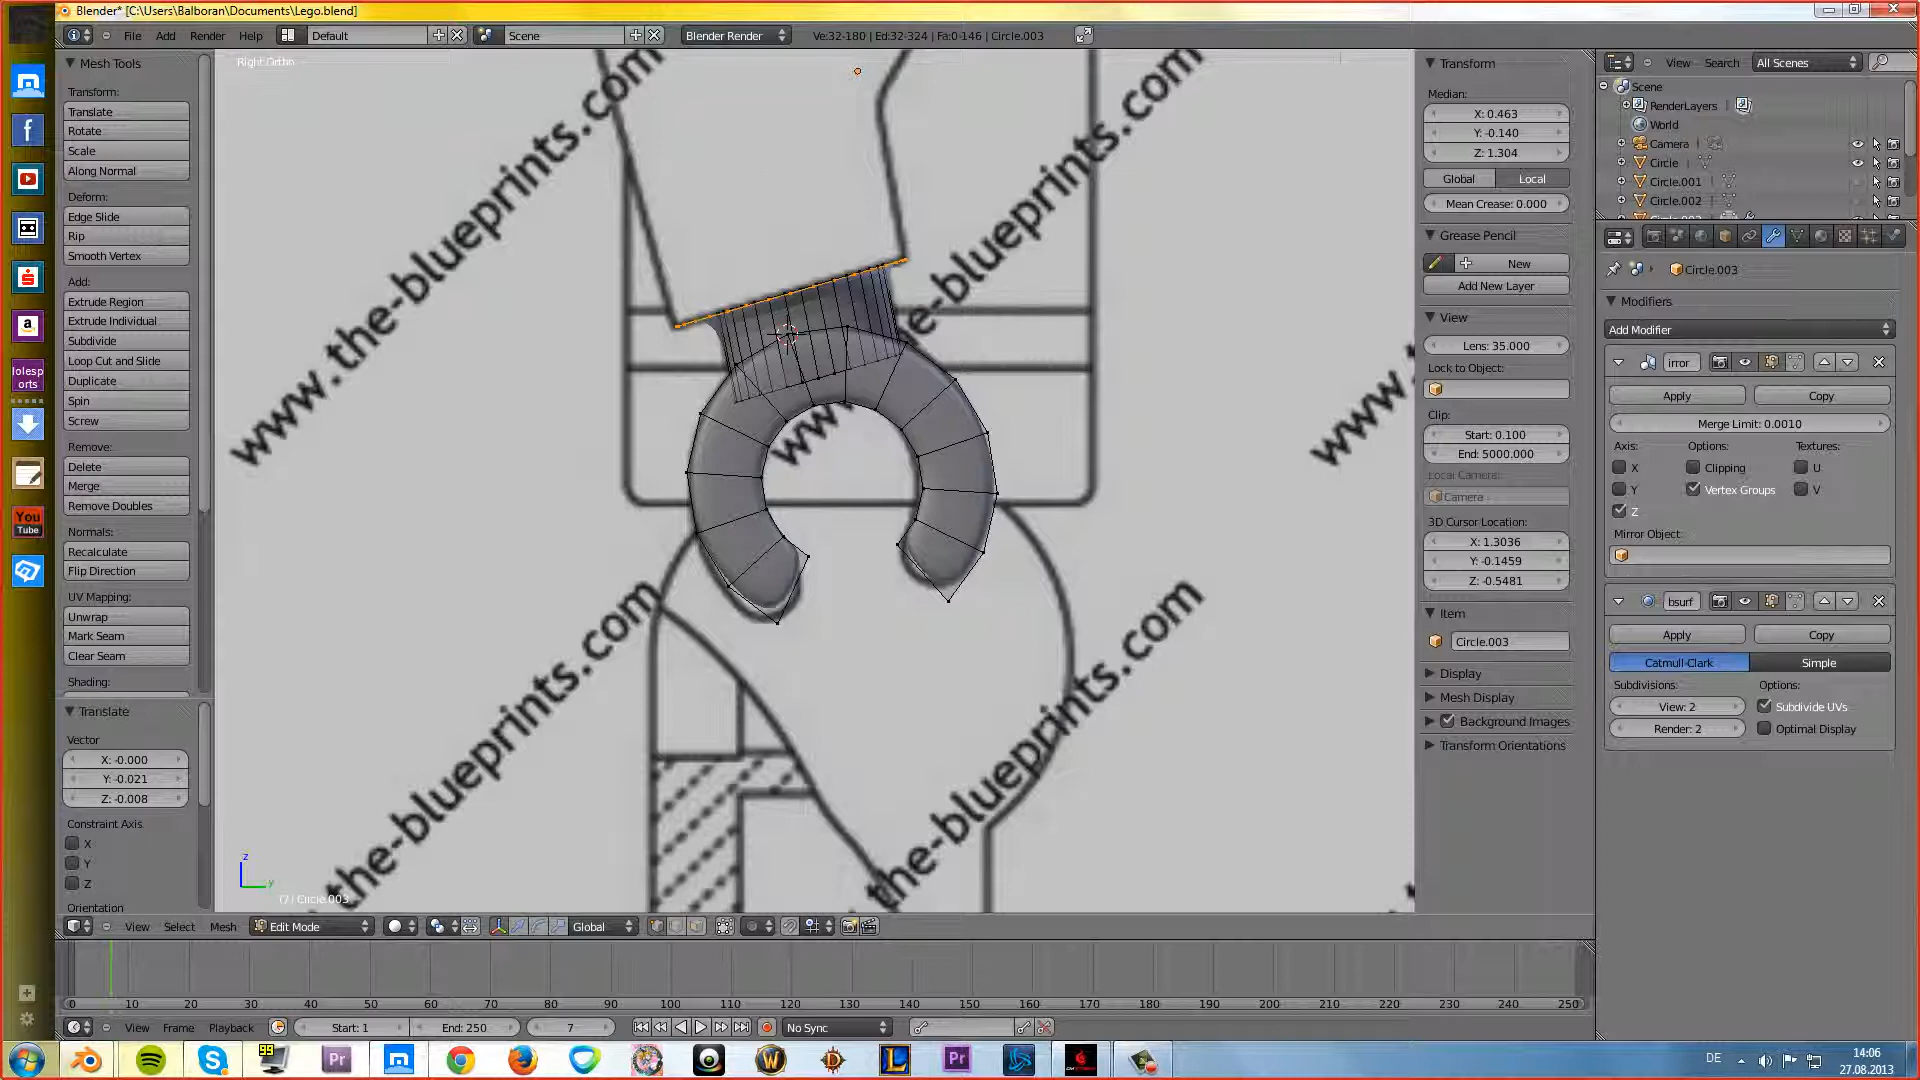 Blender* [C:\Users\Balboran\Documents\Lego.blend]
File Add Render Help Default Scene Blender Render Ve:32-180 | Ed:32-324 | Fa:0-146 | Circle.003
Mesh Tools
Transform:
Translate
Rotate
Scale
Along Normal
Deform:
Edge Slide
Rip
Smooth Vertex
Add:
Extrude Region
Extrude Individual
Subdivide
Loop Cut and Slide
Duplicate
Spin
Screw
Remove:
Delete
Merge
Remove Doubles
Normals:
Recalculate
Flip Direction
UV Mapping:
Unwrap
Mark Seam
Clear Seam
Shading:
Translate
Vector
X: -0.000
Y: -0.021
Z: -0.008
Constraint Axis
X
Y
Z
Orientation
Right Ortho
www.the-blueprints.com
www.the-blueprints.com
www.
the-blueprints.com
the-blueprints.com
z
y
(7) Circle.003
Transform
Median:
X: 0.463
Y: -0.140
Z: 1.304
Global Local
Mean Crease: 0.000
Grease Pencil
New
Add New Layer
View
Lens: 35.000
Lock to Object:
Clip:
Start: 0.100
End: 5000.000
Local Camera:
Camera
3D Cursor Location:
X: 1.3036
Y: -0.1459
Z: -0.5481
Item
Circle.003
Display
Mesh Display
Background Images
Transform Orientations
View Search All Scenes
Scene
RenderLayers
World
Camera
Circle
Circle.001
Circle.002
Circle.003
Modifiers
Add Modifier
irror
Apply Copy
Merge Limit: 0.0010
Axis: Options: Textures:
X Clipping U
Y Vertex Groups V
Z
Mirror Object:
bsurf
Apply Copy
Catmull-Clark Simple
Subdivisions: Options:
View: 2 Subdivide UVs
Render: 2 Optimal Display
View Select Mesh Edit Mode Global
0 10 20 30 40 50 60 70 80 90 100 110 120 130 140 150 160 170 180 190 200 210 220 230 240 250
View Frame Playback Start: 1 End: 250 7 No Sync
lolesp
orts
You
Tube
99
Pr
Pr
DE
14:06
27.08.2013